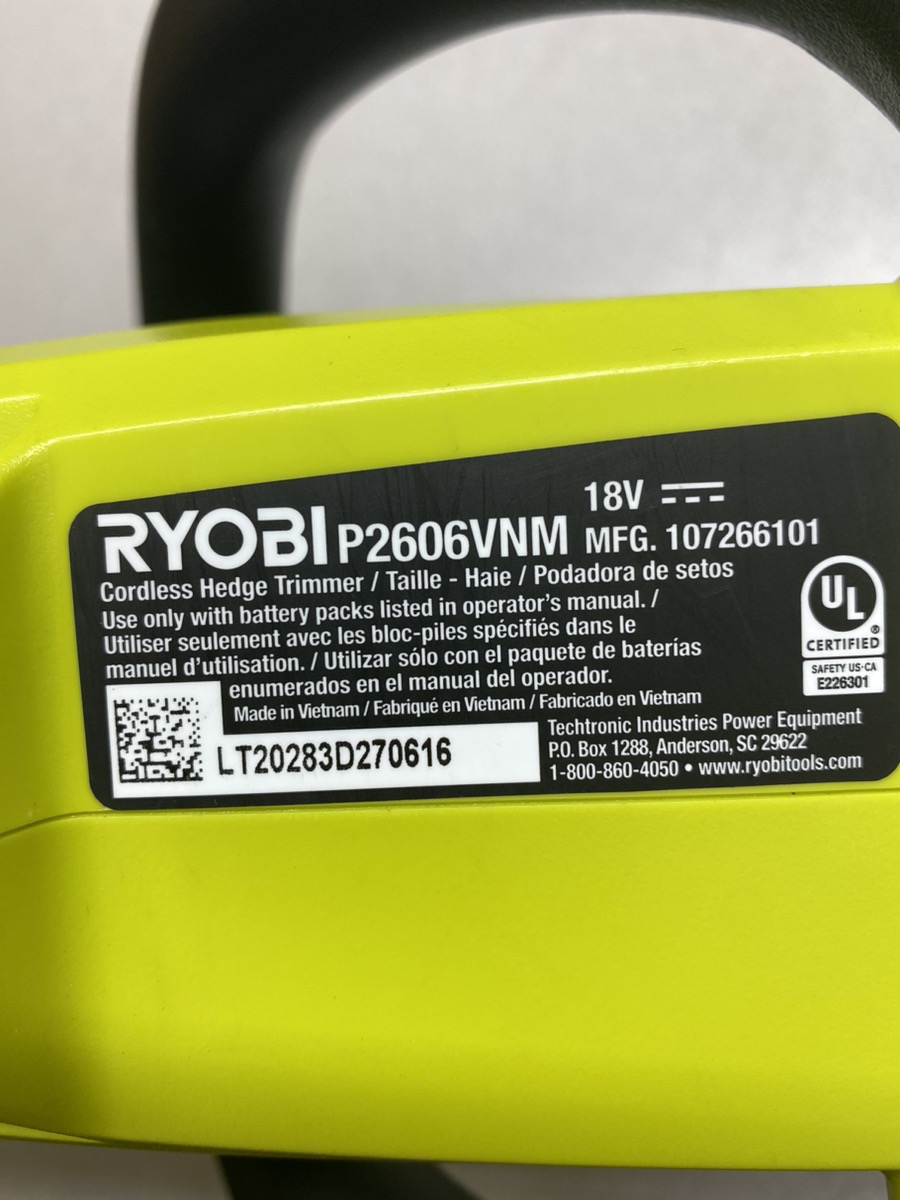 RYOBI P2606VNM
18V
MFG. 107266101
Cordless Hedge Trimmer / Taille - Haie / Podadora de setos
Use only with battery packs listed in operator's manual. /
Utiliser seulement avec les bloc-piles spécifiés dans le
manuel d'utilisation. / Utilizar sólo con el paquete de baterías
enumerados en el manual del operador.
Made in Vietnam / Fabriqué en Vietnam / Fabricado en Vietnam
LT20283D270616
Techtronic Industries Power Equipment
P.O. Box 1288, Anderson, SC 29622
1-800-860-4050 • www.ryobitools.com
UL ®
CERTIFIED
SAFETY US·CA
E226301